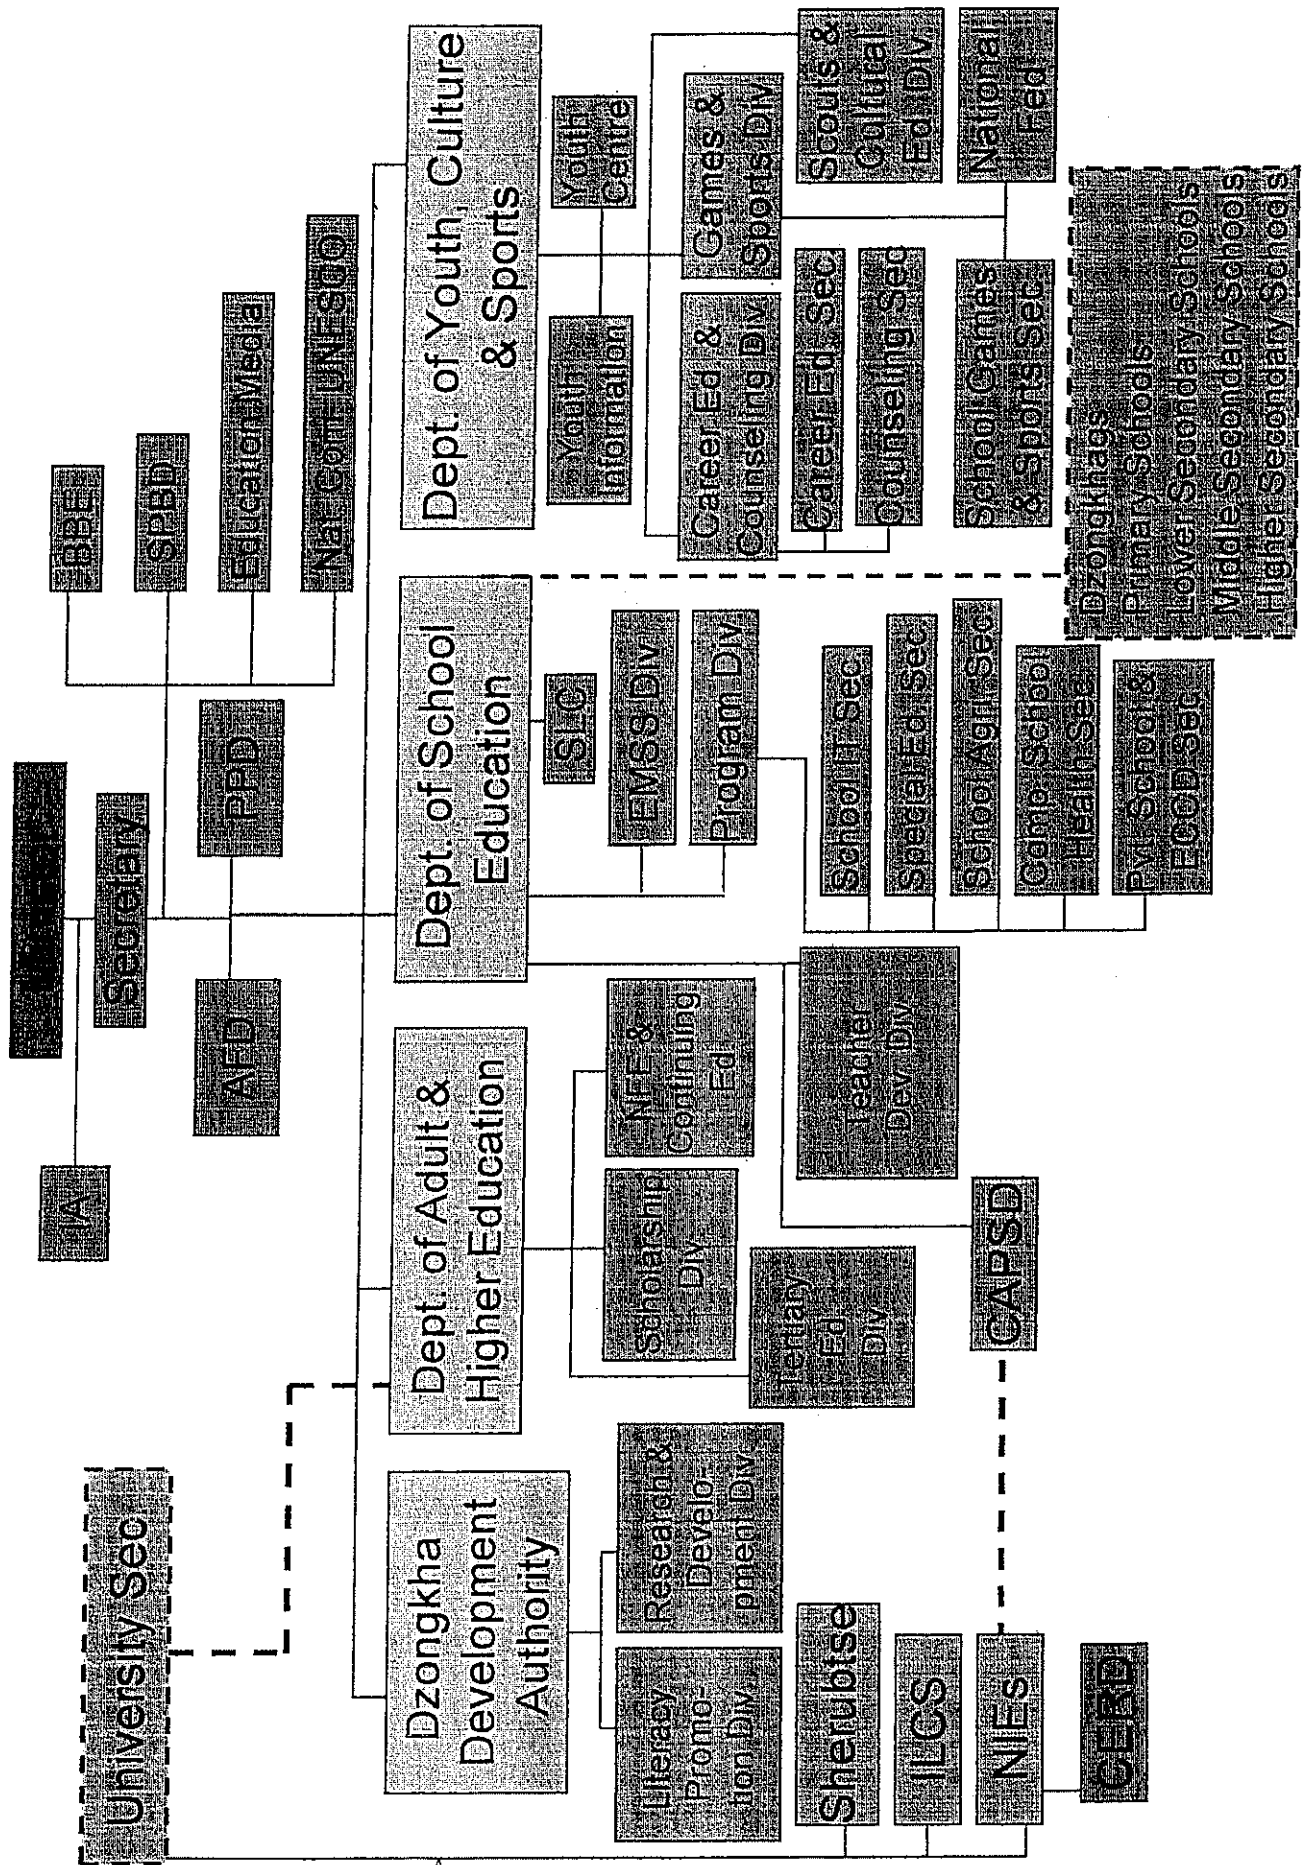 Secretary
IA
AFD
PPD
BBE
SPBD
Education Media
Nat Com UNESCO
University Sec.
Dzongkha
Development
Authority
Literacy
Promo-
tion Div.
Research &
Develo-
pment Div.
Sherubtse
ILCS
NIEs
CERD
Dept. of Adult &
Higher Education
Tertiary
Ed
Div
Scholarship
Div
NFE &
Continuing
Ed
CAPSD
Dept. of School
Education
Teacher
Dev Div
SLC
EMSS Div
Program Div
School IT Sec
Special Ed Sec
School Agri Sec
Comp School
Health Sec
Pvt School &
ECCD Sec
Dept. of Youth, Culture
& Sports
Youth
Information
Youth
Centre
Career Ed &
Counseling Div
Career Ed. Sec
Counseling Sec
Games &
Sports Div
Scouts &
Cultural
Ed. Div.
School Games
& Sports Sec
National
Fed
Dzongkhags
Primary Schools
Lower Secondary Schools
Middle Secondary Schools
Higher Secondary Schools